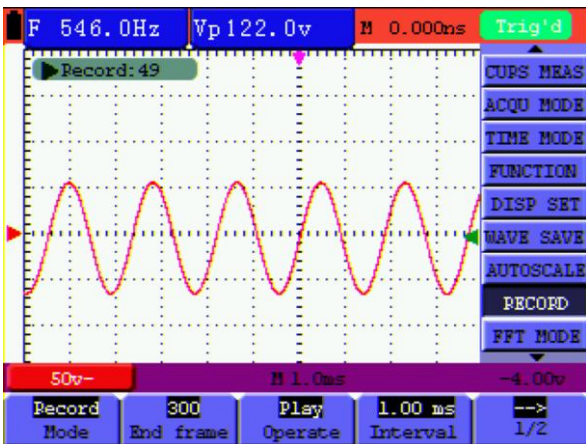 F 546.0Hz Vp122.0v M 0.000ns Trig'd
Record:49
CUPS MEAS
ACQU MODE
TIME MODE
FUNCTION
DISP SET
WAVE SAVE
AUTOSCALE
RECORD
FFT MODE
50v~ M 1.0ms -4.00v
Record 300 Play 1.00 ms -->
Mode End frame Operate Interval 1/2